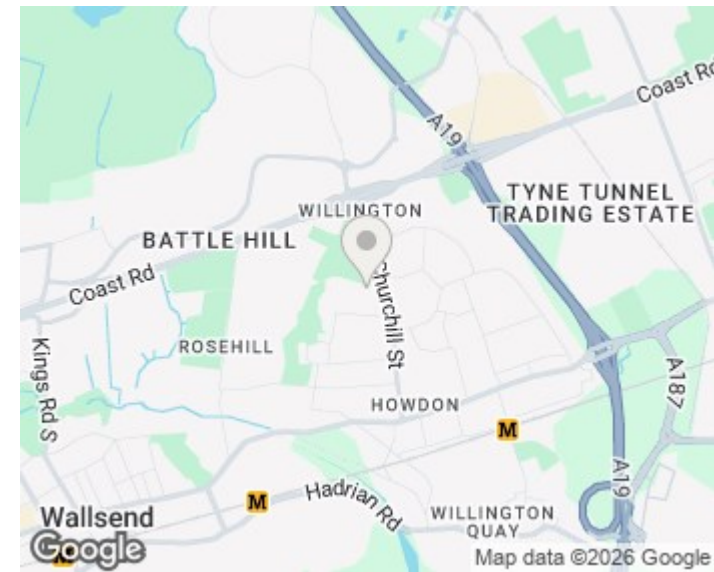 Coast Rd
A19
TYNE TUNNEL
TRADING ESTATE
WILLINGTON
BATTLE HILL
Coast Rd
Churchill St
ROSEHILL
Kings Rd S
A187
HOWDON
M
A19
M
Hadrian Rd
WILLINGTON
QUAY
Wallsend
M
Google
Map data ©2026 Google